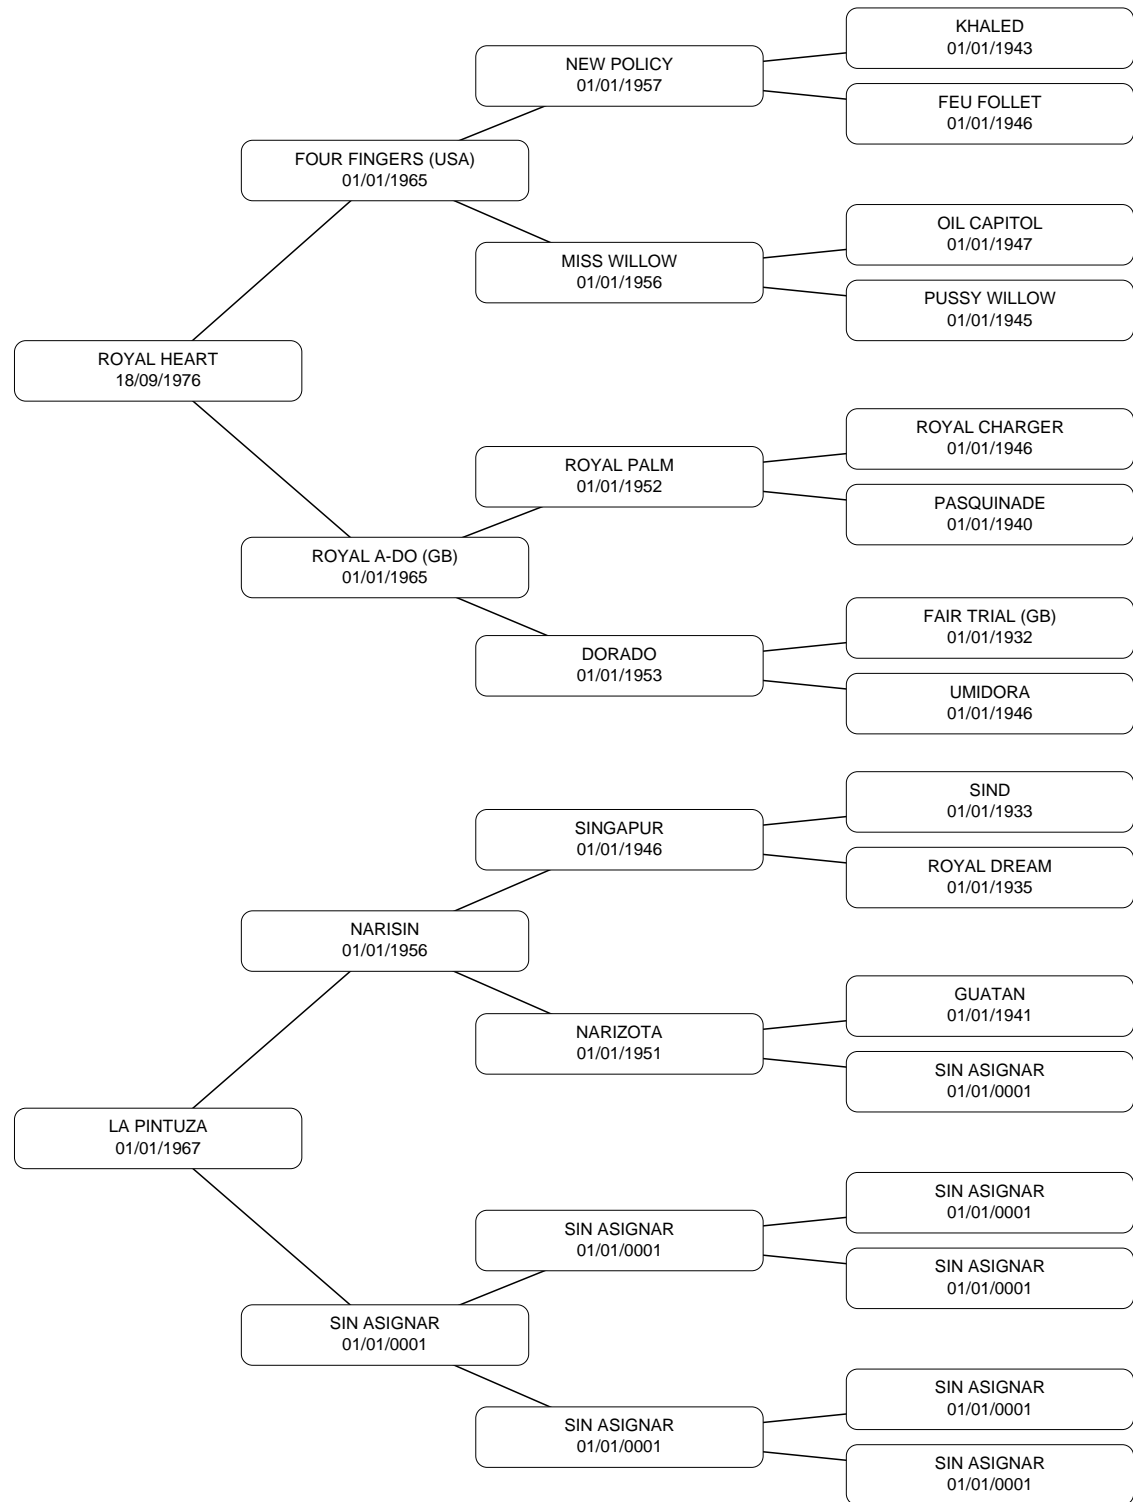 KHALED
01/01/1943
NEW POLICY
01/01/1957
FEU FOLLET
01/01/1946
FOUR FINGERS (USA)
01/01/1965
OIL CAPITOL
01/01/1947
MISS WILLOW
01/01/1956
PUSSY WILLOW
01/01/1945
ROYAL HEART
18/09/1976
ROYAL CHARGER
01/01/1946
ROYAL PALM
01/01/1952
PASQUINADE
01/01/1940
ROYAL A-DO (GB)
01/01/1965
FAIR TRIAL (GB)
01/01/1932
DORADO
01/01/1953
UMIDORA
01/01/1946
SIND
01/01/1933
SINGAPUR
01/01/1946
ROYAL DREAM
01/01/1935
NARISIN
01/01/1956
GUATAN
01/01/1941
NARIZOTA
01/01/1951
SIN ASIGNAR
01/01/0001
LA PINTUZA
01/01/1967
SIN ASIGNAR
01/01/0001
SIN ASIGNAR
01/01/0001
SIN ASIGNAR
01/01/0001
SIN ASIGNAR
01/01/0001
SIN ASIGNAR
01/01/0001
SIN ASIGNAR
01/01/0001
SIN ASIGNAR
01/01/0001